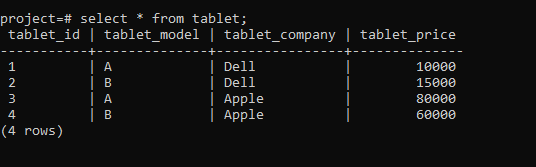 project=# select * from tablet;
 tablet_id | tablet_model | tablet_company | tablet_price
-----------+--------------+----------------+--------------
 1         | A            | Dell           |        10000
 2         | B            | Dell           |        15000
 3         | A            | Apple          |        80000
 4         | B            | Apple          |        60000
(4 rows)